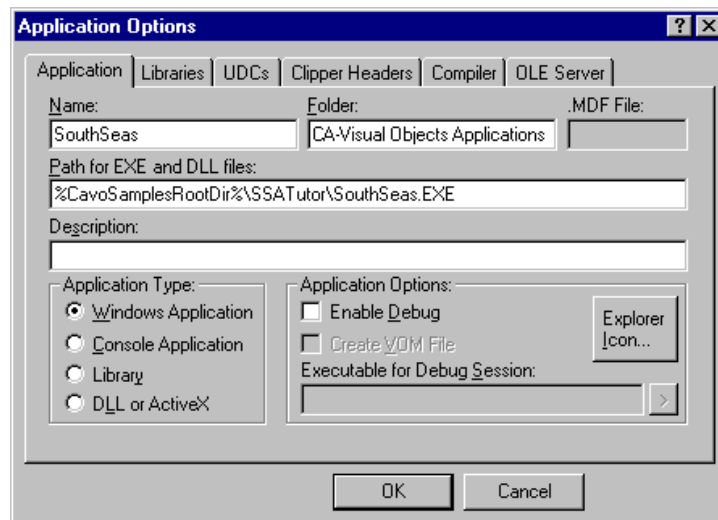 Application Options
Application Libraries UDCs Clipper Headers Compiler OLE Server
Name: Folder: .MDF File:
SouthSeas CA-Visual Objects Applications
Path for EXE and DLL files:
%CavoSamplesRootDir%\SSATutor\SouthSeas.EXE
Description:
Application Type: Application Options:
Windows Application Enable Debug
Explorer
Icon...
Console Application Create VOM File
Library Executable for Debug Session:
DLL or ActiveX >
OK Cancel